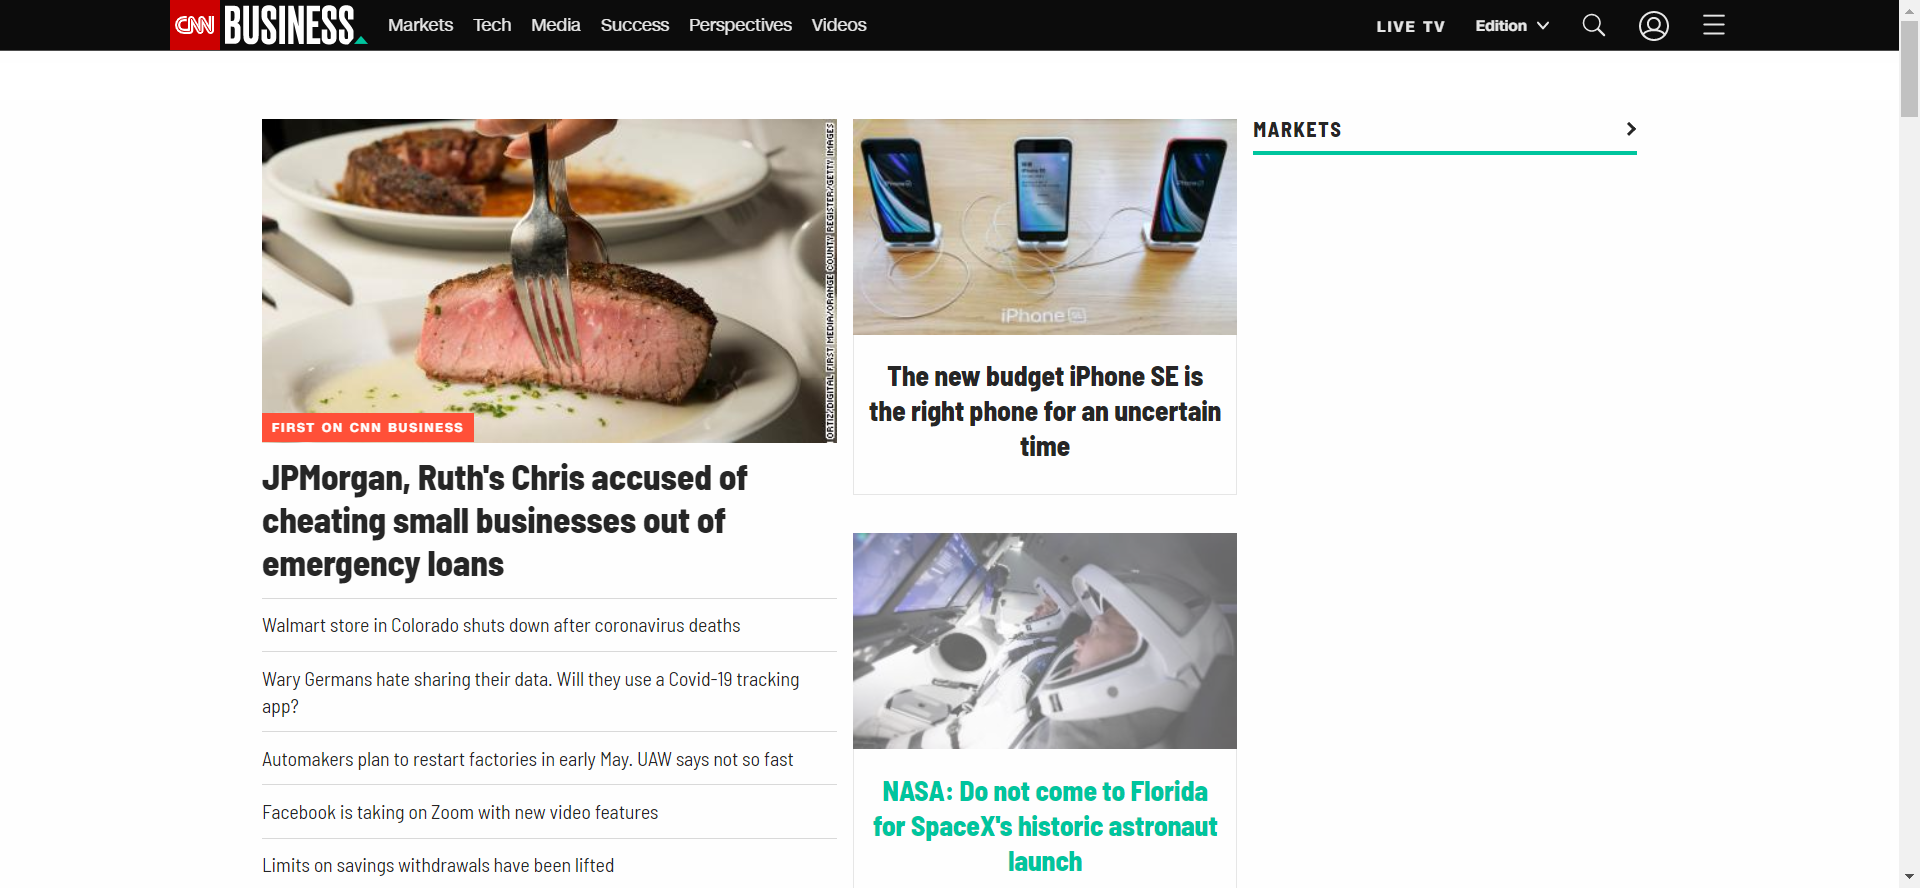 CNN BUSINESS
Markets Tech Media Success Perspectives Videos
LIVE TV Edition
ORTIZ/DIGITAL FIRST MEDIA/ORANGE COUNTY REGISTER/GETTY IMAGES
FIRST ON CNN BUSINESS
JPMorgan, Ruth's Chris accused of
cheating small businesses out of
emergency loans
Walmart store in Colorado shuts down after coronavirus deaths
Wary Germans hate sharing their data. Will they use a Covid-19 tracking
app?
Automakers plan to restart factories in early May. UAW says not so fast
Facebook is taking on Zoom with new video features
Limits on savings withdrawals have been lifted
iPhone SE
The new budget iPhone SE is
the right phone for an uncertain
time
NASA: Do not come to Florida
for SpaceX's historic astronaut
launch
MARKETS